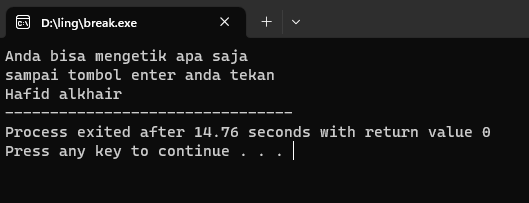 D:\ling\break.exe
Anda bisa mengetik apa saja
sampai tombol enter anda tekan
Hafid alkhair
--------------------------------
Process exited after 14.76 seconds with return value 0
Press any key to continue . . .